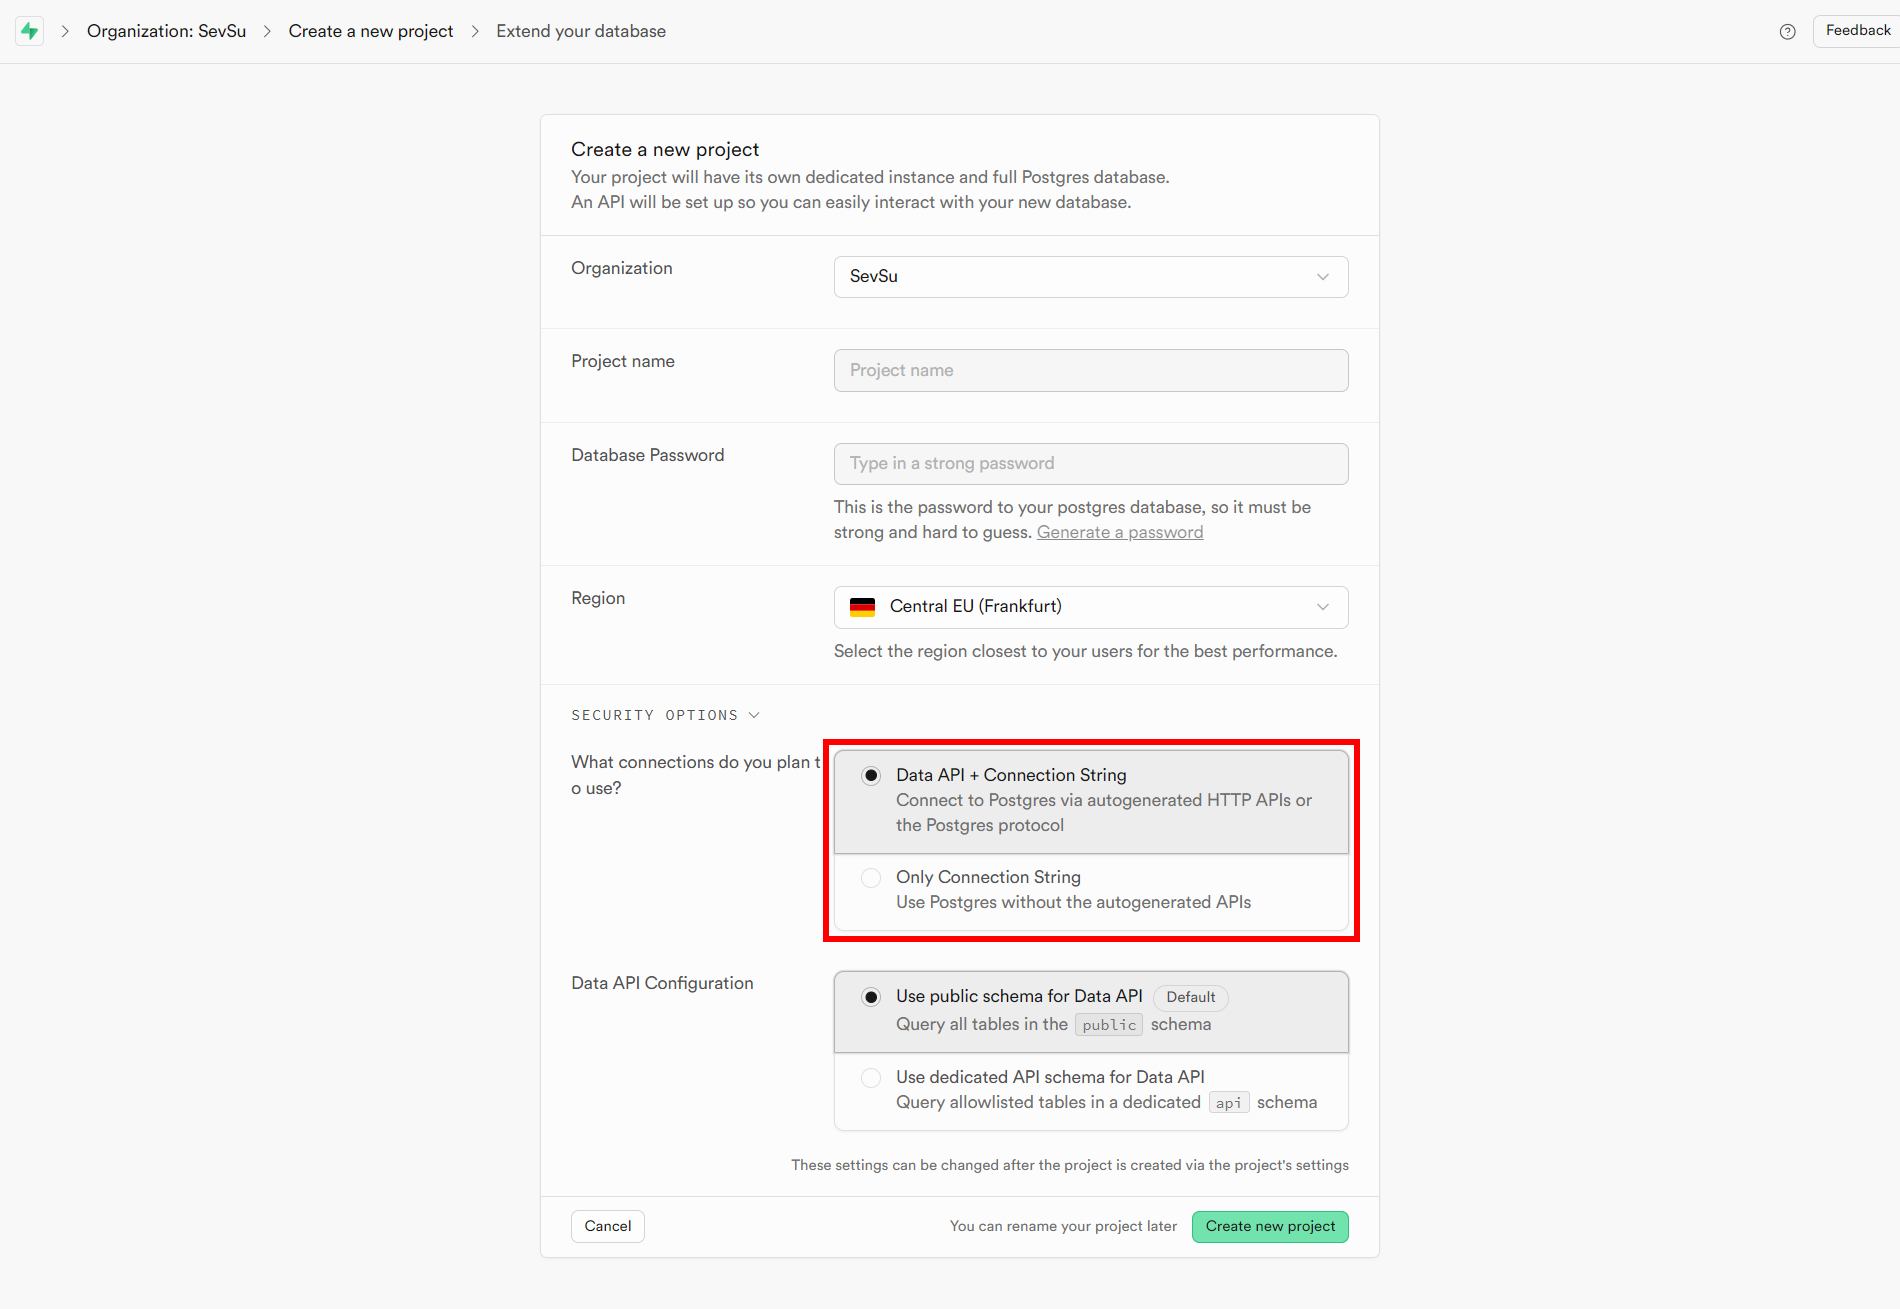 Organization: SevSu
Create a new project
Extend your database
Feedback
Create a new project
Your project will have its own dedicated instance and full Postgres database.
An API will be set up so you can easily interact with your new database.
Organization
SevSu
Project name
Project name
Database Password
Type in a strong password
This is the password to your postgres database, so it must be
strong and hard to guess. Generate a password
Region
Central EU (Frankfurt)
Select the region closest to your users for the best performance.
SECURITY OPTIONS
What connections do you plan t
o use?
Data API + Connection String
Connect to Postgres via autogenerated HTTP APIs or
the Postgres protocol
Only Connection String
Use Postgres without the autogenerated APIs
Data API Configuration
Use public schema for Data API Default
Query all tables in the public schema
Use dedicated API schema for Data API
Query allowlisted tables in a dedicated api schema
These settings can be changed after the project is created via the project's settings
Cancel
You can rename your project later
Create new project